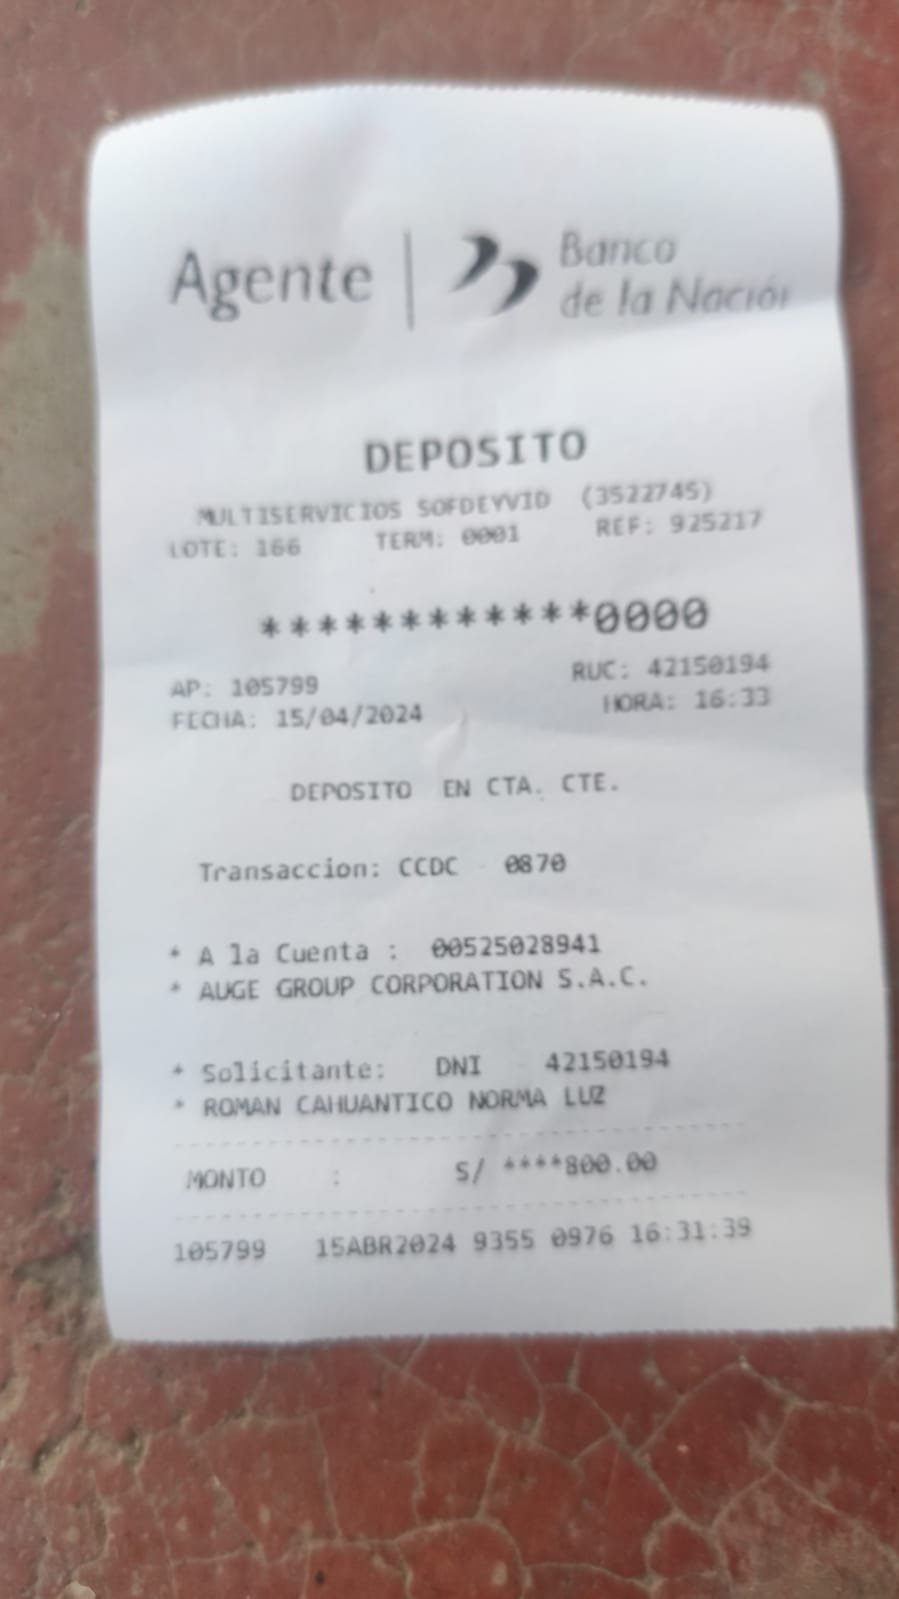 Agente | Banco
de la Nación
DEPOSITO
MULTISERVICIOS SOFDEYVID (3522745)
LOTE: 166 TERM: 0001 REF: 925217
************0000
AP: 105799 RUC: 42150194
FECHA: 15/04/2024 HORA: 16:33
DEPOSITO EN CTA. CTE.
Transaccion: CCDC 0870
* A la Cuenta : 00525028941
* AUGE GROUP CORPORATION S.A.C.
* Solicitante: DNI 42150194
* ROMAN CAHUANTICO NORMA LUZ
MONTO : S/ ****800.00
105799 15ABR2024 9355 0976 16:31:39